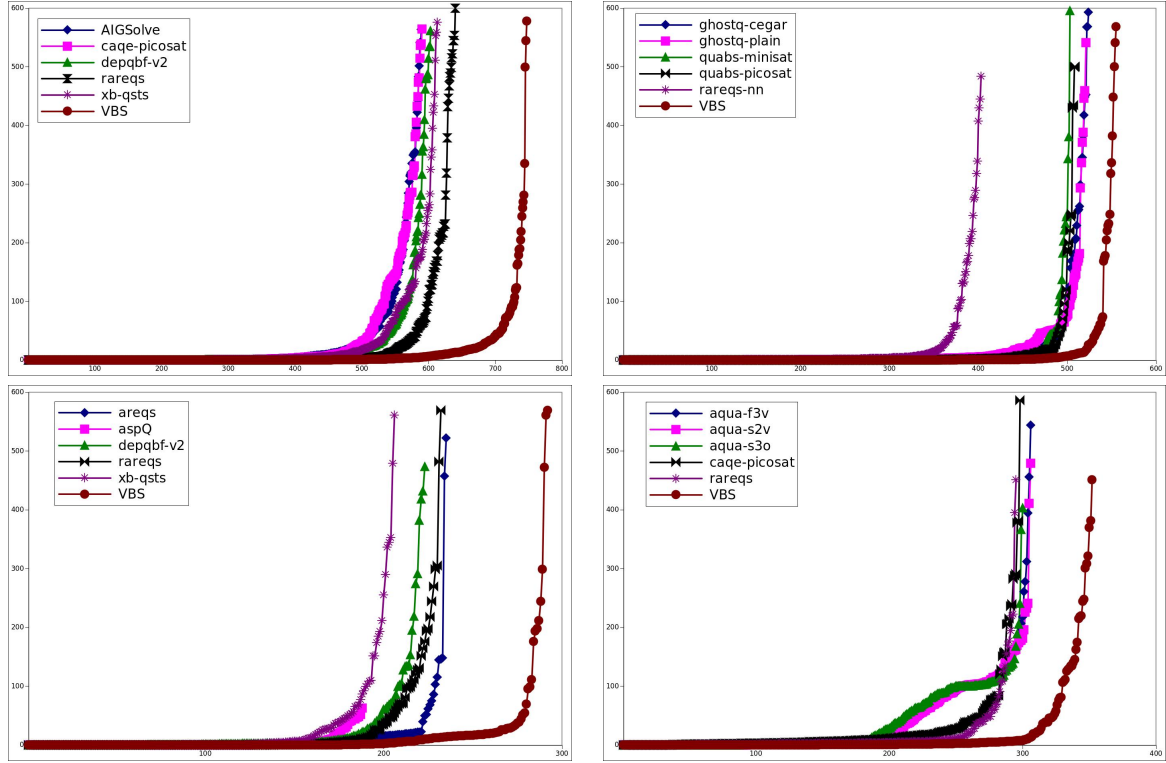 600
AIGSolve
caqe-picosat
depqbf-v2
rareqs
xb-qsts
VBS
500
400
300
200
100
0
100 200 300 400 500 600 700 800
600
ghostq-cegar
ghostq-plain
quabs-minisat
quabs-picosat
rareqs-nn
VBS
500
400
300
200
100
0
100 200 300 400 500 600
600
areqs
aspQ
depqbf-v2
rareqs
xb-qsts
VBS
500
400
300
200
100
0
100 200 300
600
aqua-f3v
aqua-s2v
aqua-s3o
caqe-picosat
rareqs
VBS
500
400
300
200
100
0
100 200 300 400